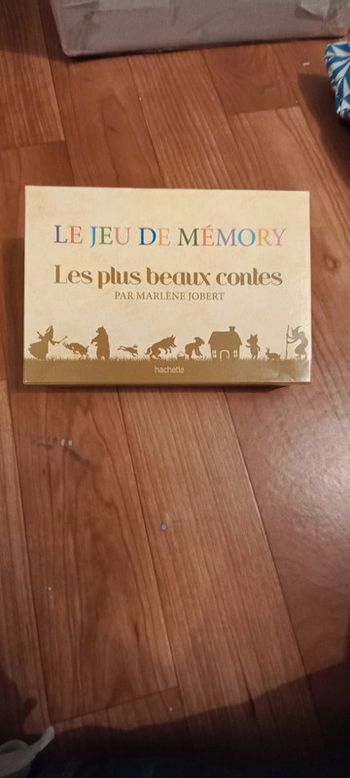 LE JEU DE MÉMORY
Les plus beaux contes
PAR MARLÈNE JOBERT
hachette